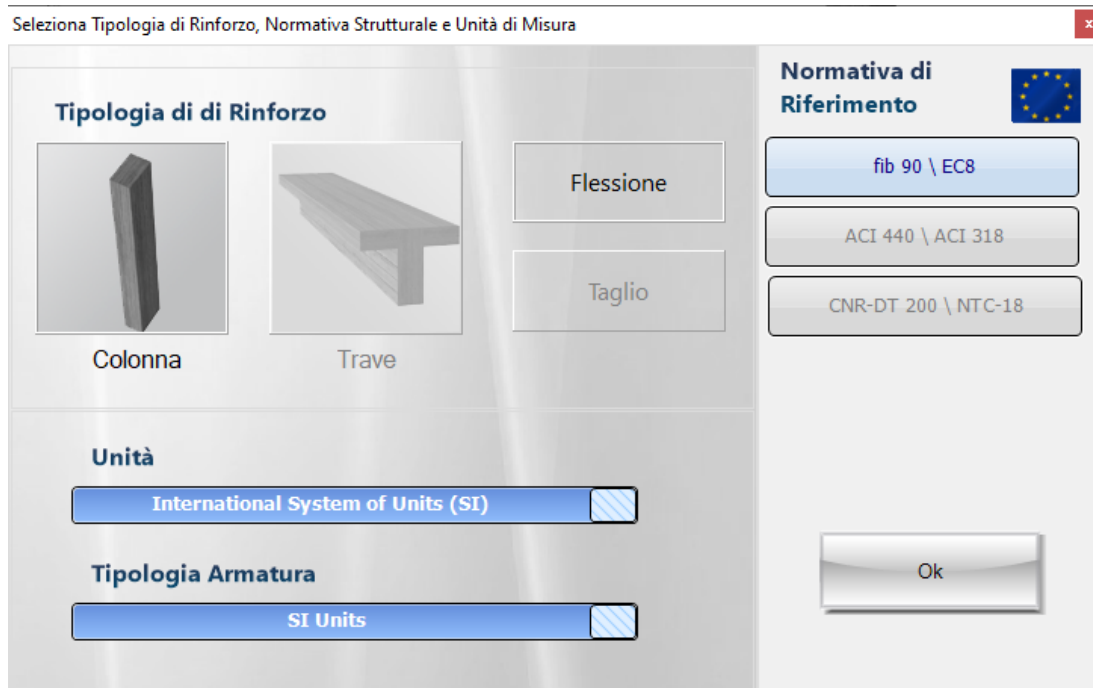 Seleziona Tipologia di Rinforzo, Normativa Strutturale e Unità di Misura
x
Tipologia di di Rinforzo
Colonna
Trave
Flessione
Taglio
Normativa di
Riferimento
fib 90 \ EC8
ACI 440 \ ACI 318
CNR-DT 200 \ NTC-18
Unità
International System of Units (SI)
Tipologia Armatura
SI Units
Ok